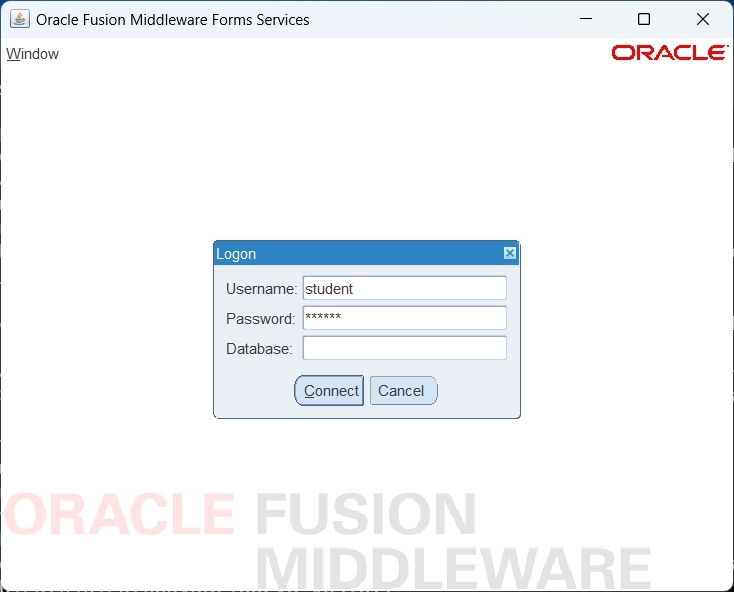 Oracle Fusion Middleware Forms Services
Window
ORACLE
Logon
Username: student
Password: ******
Database:
Connect Cancel
ORACLE FUSION
MIDDLEWARE